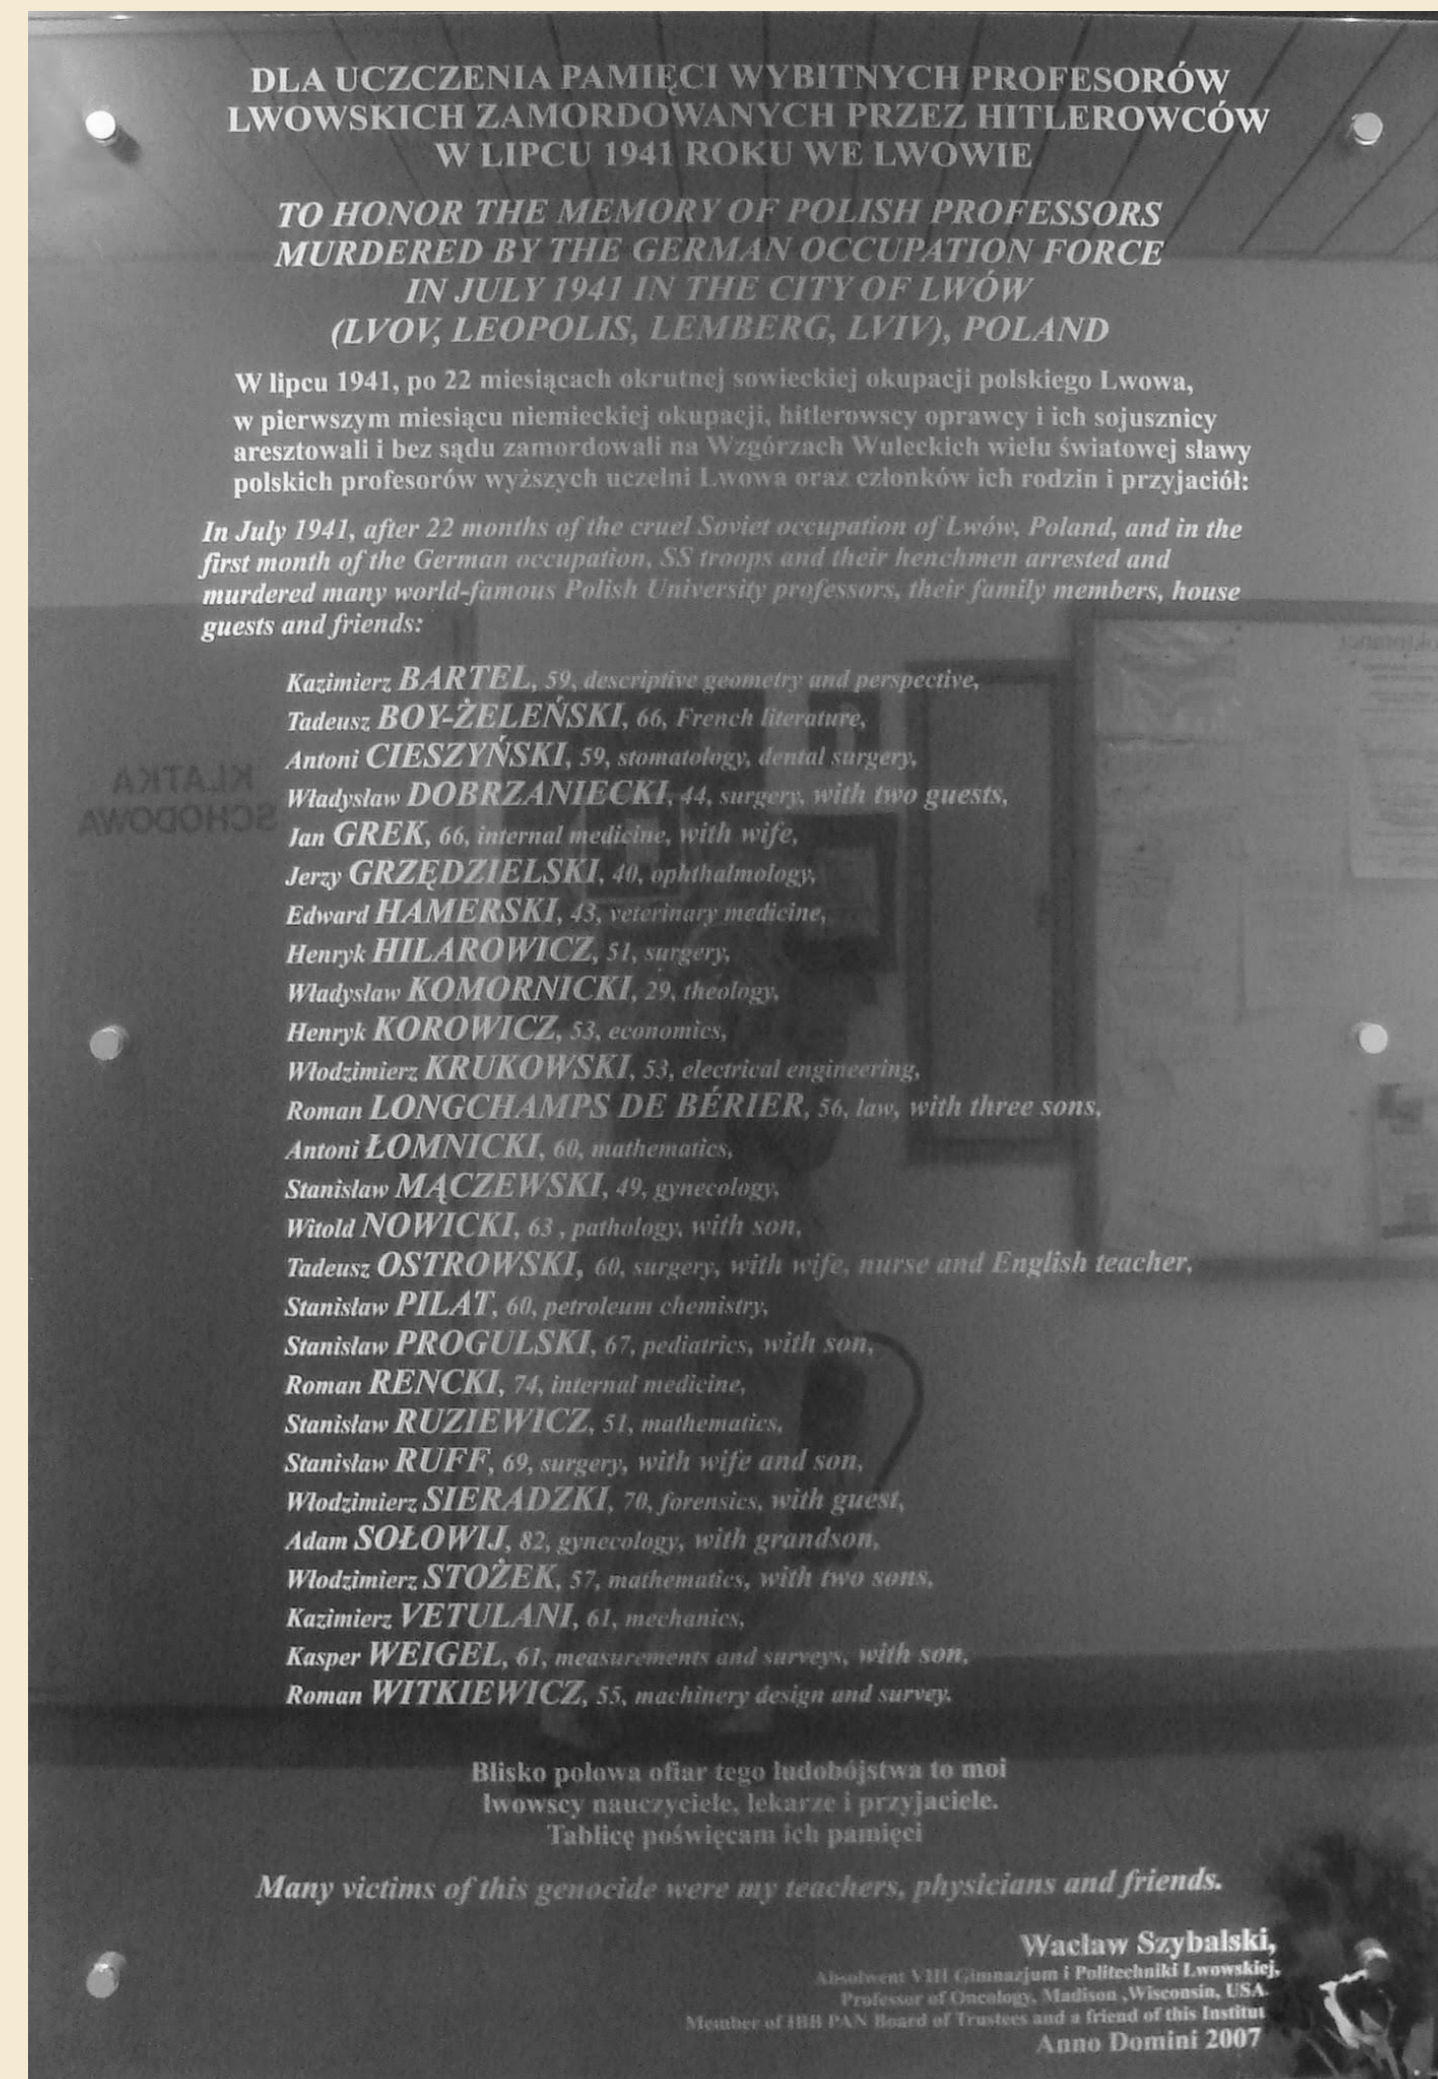 DLA UCZCZENIA PAMIĘCI WYBITNYCH PROFESORÓW
LWOWSKICH ZAMORDOWANYCH PRZEZ HITLEROWCÓW
W LIPCU 1941 ROKU WE LWOWIE
TO HONOR THE MEMORY OF POLISH PROFESSORS
MURDERED BY THE GERMAN OCCUPATION FORCE
IN JULY 1941 IN THE CITY OF LWÓW
(LVOV, LEOPOLIS, LEMBERG, LVIV), POLAND
W lipcu 1941, po 22 miesiącach okrutnej sowieckiej okupacji polskiego Lwowa,
w pierwszym miesiącu niemieckiej okupacji, hitlerowscy oprawcy i ich sojusznicy
aresztowali i bez sądu zamordowali na Wzgórzach Wuleckich wielu światowej sławy
polskich profesorów wyższych uczelni Lwowa oraz członków ich rodzin i przyjaciół:
In July 1941, after 22 months of the cruel Soviet occupation of Lwów, Poland, and in the
first month of the German occupation, SS troops and their henchmen arrested and
murdered many world-famous Polish University professors, their family members, house
guests and friends:
Kazimierz BARTEL, 59, descriptive geometry and perspective,
Tadeusz BOY-ŻELEŃSKI, 66, French literature,
Antoni CIESZYŃSKI, 59, stomatology, dental surgery,
Władysław DOBRZANIECKI, 44, surgery, with two guests,
Jan GREK, 66, internal medicine, with wife,
Jerzy GRZĘDZIELSKI, 40, ophthalmology,
Edward HAMERSKI, 43, veterinary medicine,
Henryk HILAROWICZ, 51, surgery,
Władysław KOMORNICKI, 29, theology,
Henryk KOROWICZ, 53, economics,
Włodzimierz KRUKOWSKI, 53, electrical engineering,
Roman LONGCHAMPS DE BÉRIER, 56, law, with three sons,
Antoni ŁOMNICKI, 60, mathematics,
Stanisław MĄCZEWSKI, 49, gynecology,
Witold NOWICKI, 63 , pathology, with son,
Tadeusz OSTROWSKI, 60, surgery, with wife, nurse and English teacher,
Stanisław PILAT, 60, petroleum chemistry,
Stanisław PROGULSKI, 67, pediatrics, with son,
Roman RENCKI, 74, internal medicine,
Stanisław RUZIEWICZ, 51, mathematics,
Stanisław RUFF, 69, surgery, with wife and son,
Włodzimierz SIERADZKI, 70, forensics, with guest,
Adam SOŁOWIJ, 82, gynecology, with grandson,
Włodzimierz STOŻEK, 57, mathematics, with two sons,
Kazimierz VETULANI, 61, mechanics,
Kasper WEIGEL, 61, measurements and surveys, with son,
Roman WITKIEWICZ, 55, machinery design and survey.
Blisko połowa ofiar tego ludobójstwa to moi
lwowscy nauczyciele, lekarze i przyjaciele.
Tablicę poświęcam ich pamięci
Many victims of this genocide were my teachers, physicians and friends.
Wacław Szybalski,
Absolwent VIII Gimnazjum i Politechniki Lwowskiej,
Professor of Oncology, Madison ,Wisconsin, USA
Member of IBB PAN Board of Trustees and a friend of this Institut
Anno Domini 2007
KLATKA
SCHODOWA